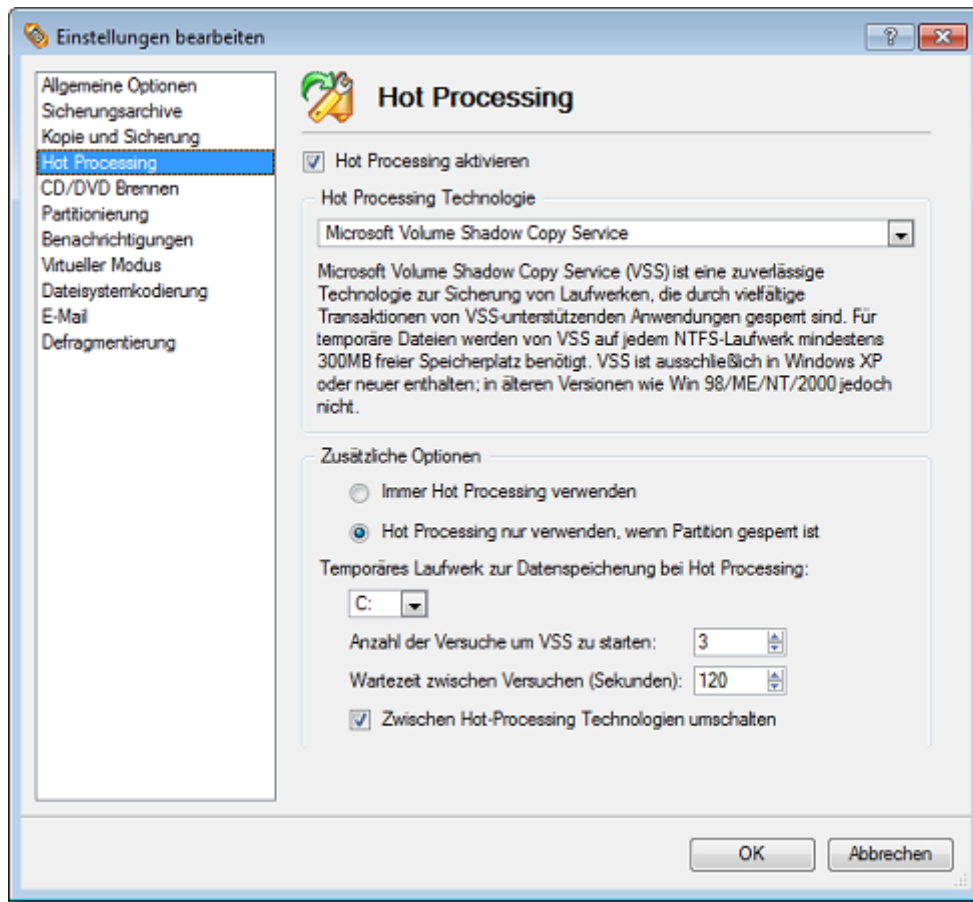 Einstellungen bearbeiten
Allgemeine Optionen
Sicherungsarchive
Kopie und Sicherung
Hot Processing
CD/DVD Brennen
Partitionierung
Benachrichtigungen
Virtueller Modus
Dateisystemkodierung
E-Mail
Defragmentierung
Hot Processing
Hot Processing aktivieren
Hot Processing Technologie
Microsoft Volume Shadow Copy Service
Microsoft Volume Shadow Copy Service (VSS) ist eine zuverlässige
Technologie zur Sicherung von Laufwerken, die durch vielfältige
Transaktionen von VSS-unterstützenden Anwendungen gesperrt sind. Für
temporäre Dateien werden von VSS auf jedem NTFS-Laufwerk mindestens
300MB freier Speicherplatz benötigt. VSS ist ausschließlich in Windows XP
oder neuer enthalten; in älteren Versionen wie Win 98/ME/NT/2000 jedoch
nicht.
Zusätzliche Optionen
Immer Hot Processing verwenden
Hot Processing nur verwenden, wenn Partition gesperrt ist
Temporäres Laufwerk zur Datenspeicherung bei Hot Processing:
C:
Anzahl der Versuche um VSS zu starten: 3
Wartezeit zwischen Versuchen (Sekunden): 120
Zwischen Hot-Processing Technologien umschalten
OK Abbrechen